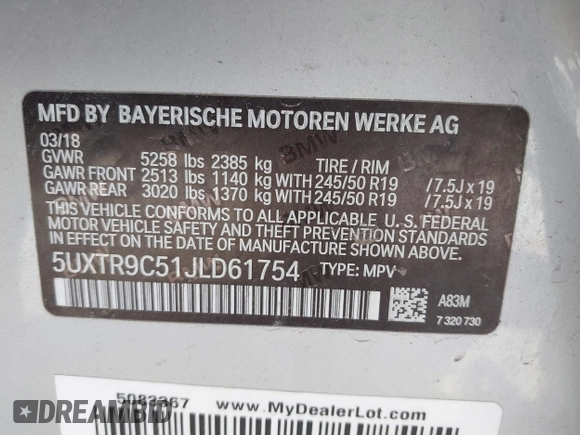 MFD BY BAYERISCHE MOTOREN WERKE AG
03/18
GVWR 5258 lbs 2385 kg TIRE / RIM
GAWR FRONT 2513 lbs 1140 kg WITH 245/50 R19 /7.5J x 19
GAWR REAR 3020 lbs 1370 kg WITH 245/50 R19 /7.5J x 19
THIS VEHICLE CONFORMS TO ALL APPLICABLE U.S. FEDERAL
MOTOR VEHICLE SAFETY AND THEFT PREVENTION STANDARDS
IN EFFECT ON THE DATE OF MANUFACTURE SHOWN ABOVE.
5UXTR9C51JLD61754 TYPE: MPV
A83M
7 320 730
5082367 www.MyDealerLot.com
DREAMBID